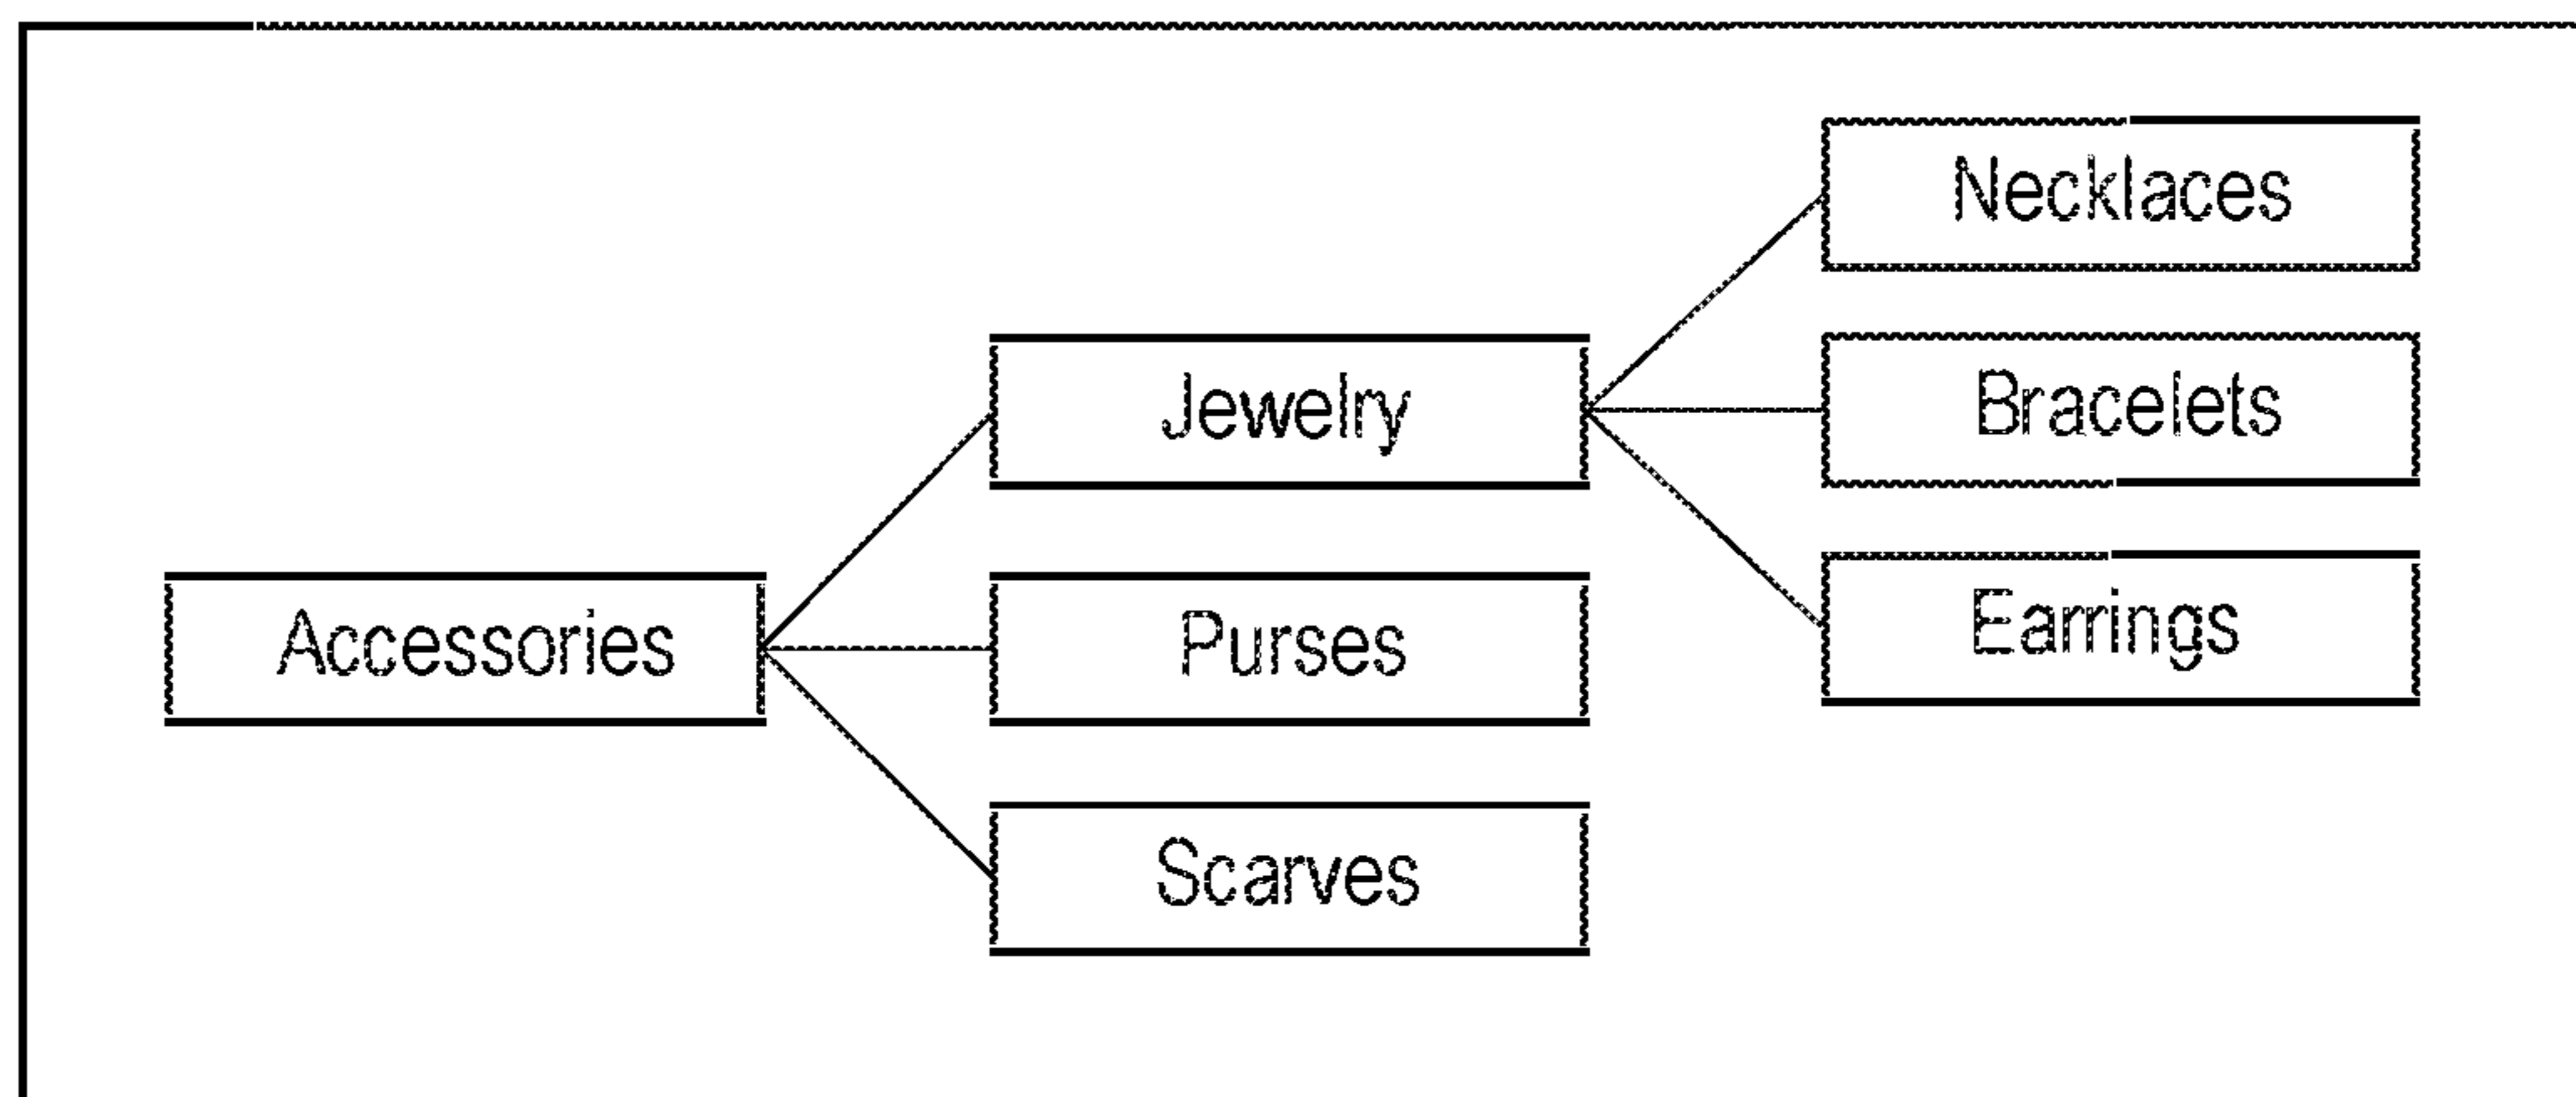 Necklaces
Jewelry
Bracelets
Accessories
Purses
Earrings
Scarves